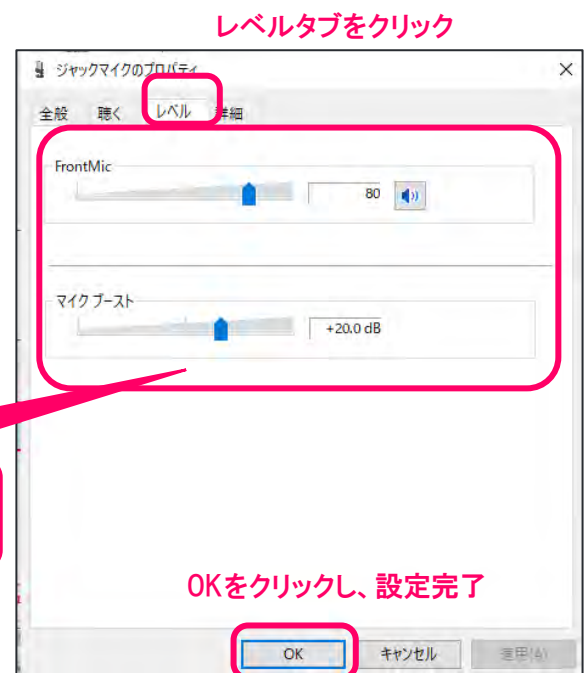 レベルタブをクリック
ジャックマイクのプロパティ
全般 聴く レベル 詳細
FrontMic
80
マイク ブースト
+20.0 dB
OKをクリックし、設定完了
OK キャンセル 適用(A)